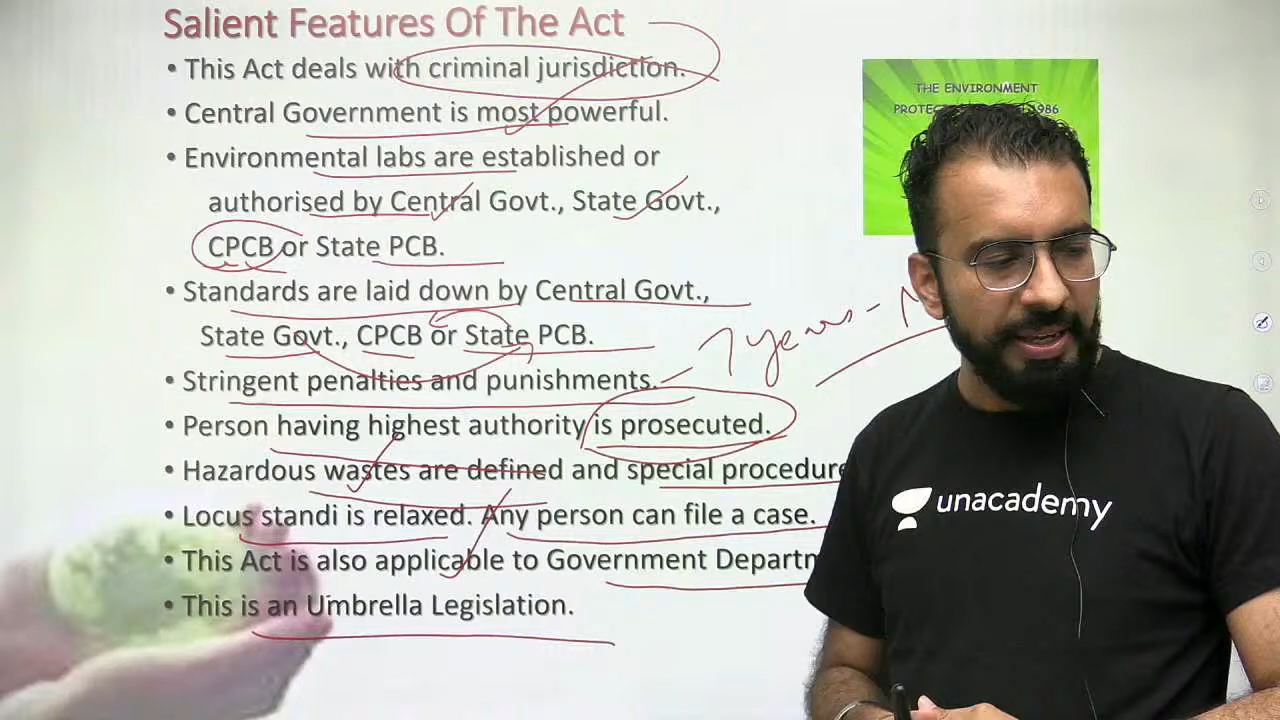 Salient Features Of The Act
• This Act deals with criminal jurisdiction.
• Central Government is most powerful.
• Environmental labs are established or
authorised by Central Govt., State Govt.,
CPCB or State PCB.
• Standards are laid down by Central Govt.,
State Govt., CPCB or State PCB.
• Stringent penalties and punishments.
7 years -
• Person having highest authority is prosecuted.
• Hazardous wastes are defined and special procedure
• Locus standi is relaxed. Any person can file a case.
• This Act is also applicable to Government Departm
• This is an Umbrella Legislation.
THE ENVIRONMENT
1986
unacademy